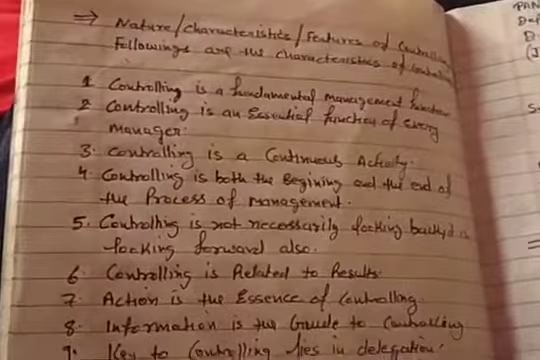 ⇒ Nature/characteristics/Features of Controlling
Followings are the characteristics of Controlling
1 Controlling is a fundamental management function
2 Controlling is an Essential function of every
manager.
3. Controlling is a Continuous Activity.
4. Controlling is both the Begining and the end of
the Process of management.
5. Controlling is not necessarily looking back, it is
looking forward also.
6. Controlling is Related to Results.
7. Action is the Essence of Controlling.
8. Information is the Guide to Controlling
9. Key to Controlling lies in delegation.